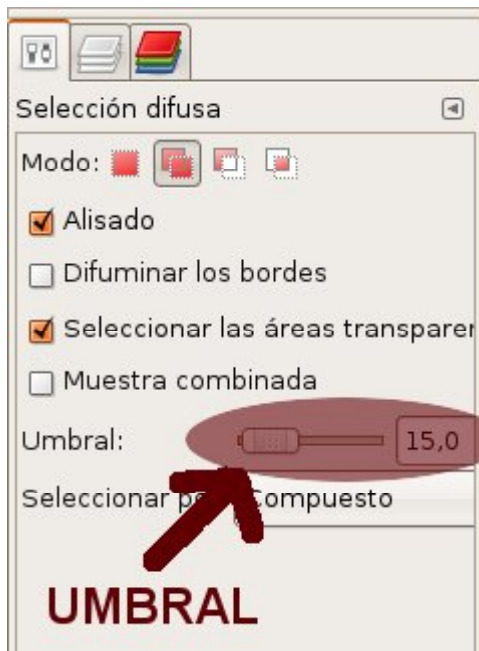 Selección difusa
Modo:
Alisado
Difuminar los bordes
Seleccionar las áreas transparen
Muestra combinada
Umbral: 15,0
Seleccionar po Compuesto
UMBRAL